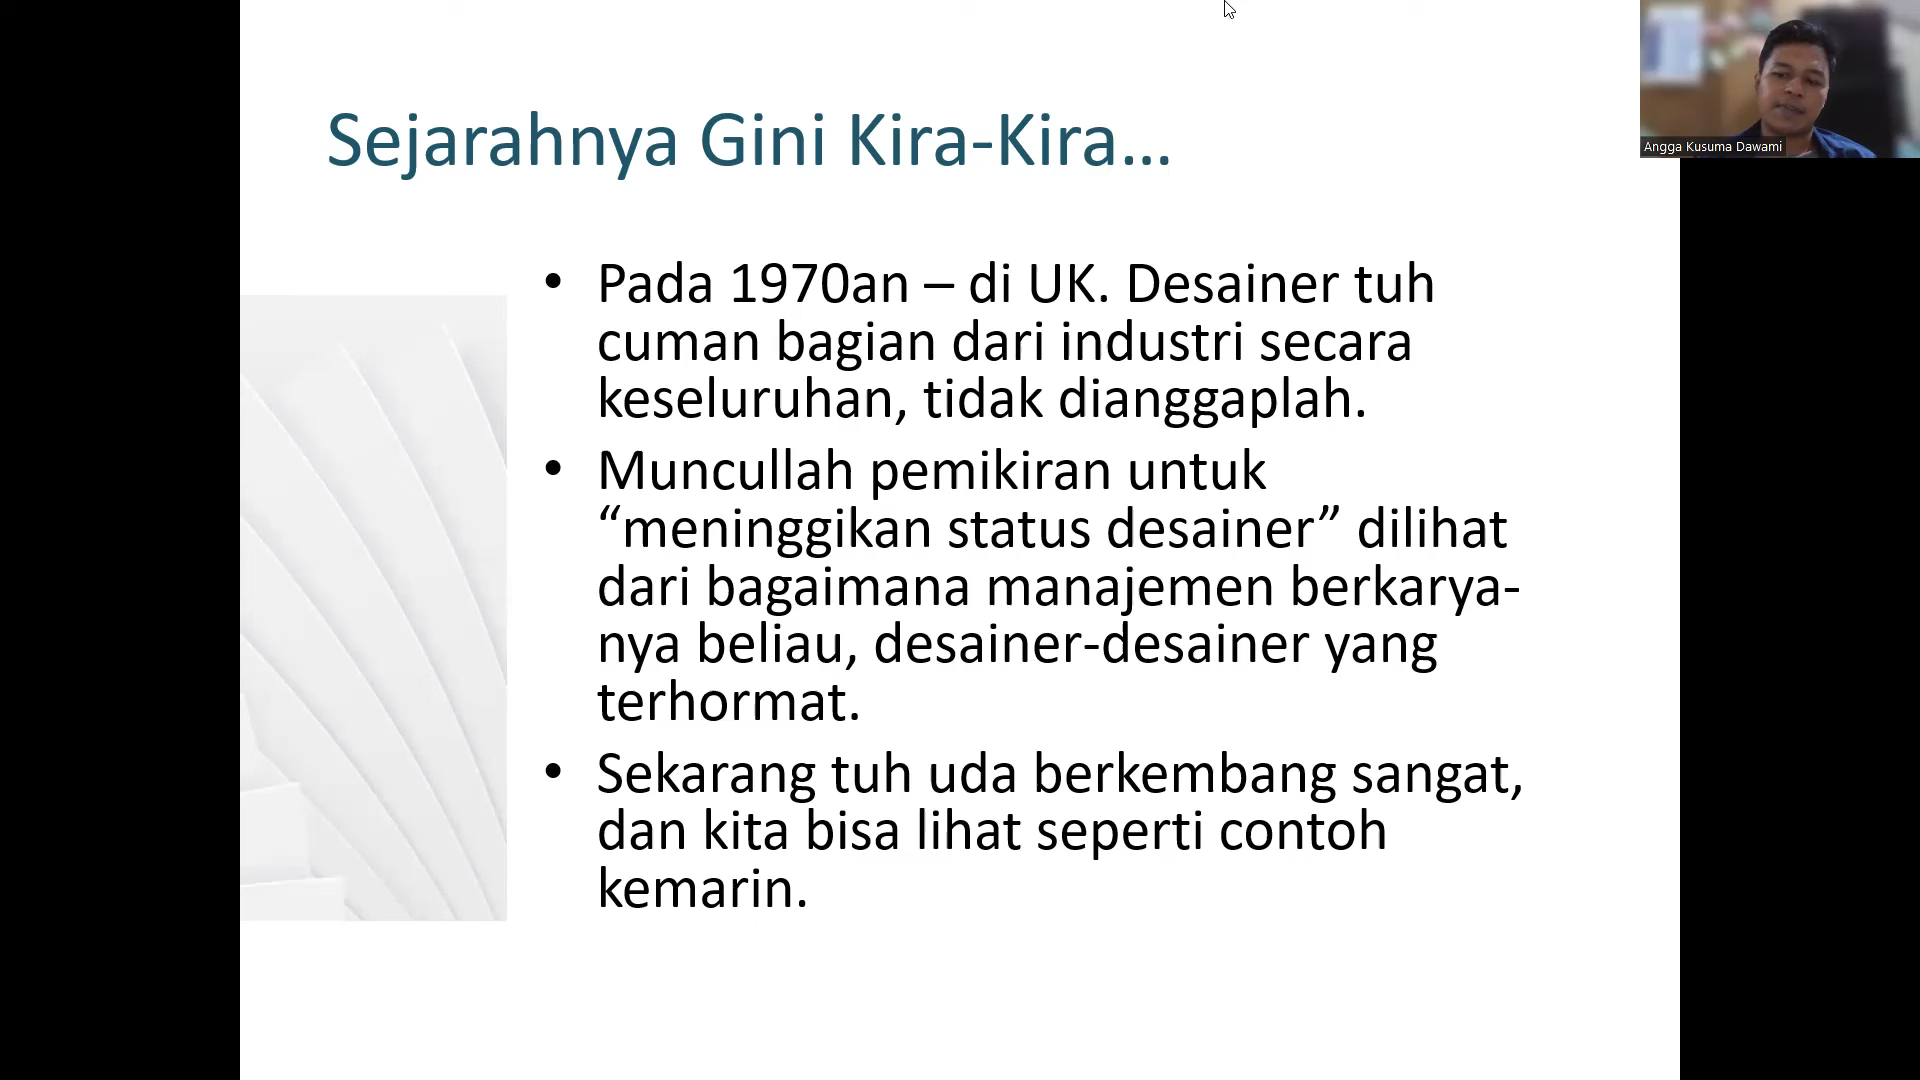 Sejarahnya Gini Kira-Kira...
• Pada 1970an – di UK. Desainer tuh
cuman bagian dari industri secara
keseluruhan, tidak dianggaplah.
• Muncullah pemikiran untuk
“meninggikan status desainer” dilihat
dari bagaimana manajemen berkarya-
nya beliau, desainer-desainer yang
terhormat.
• Sekarang tuh uda berkembang sangat,
dan kita bisa lihat seperti contoh
kemarin.
Angga Kusuma Dawami